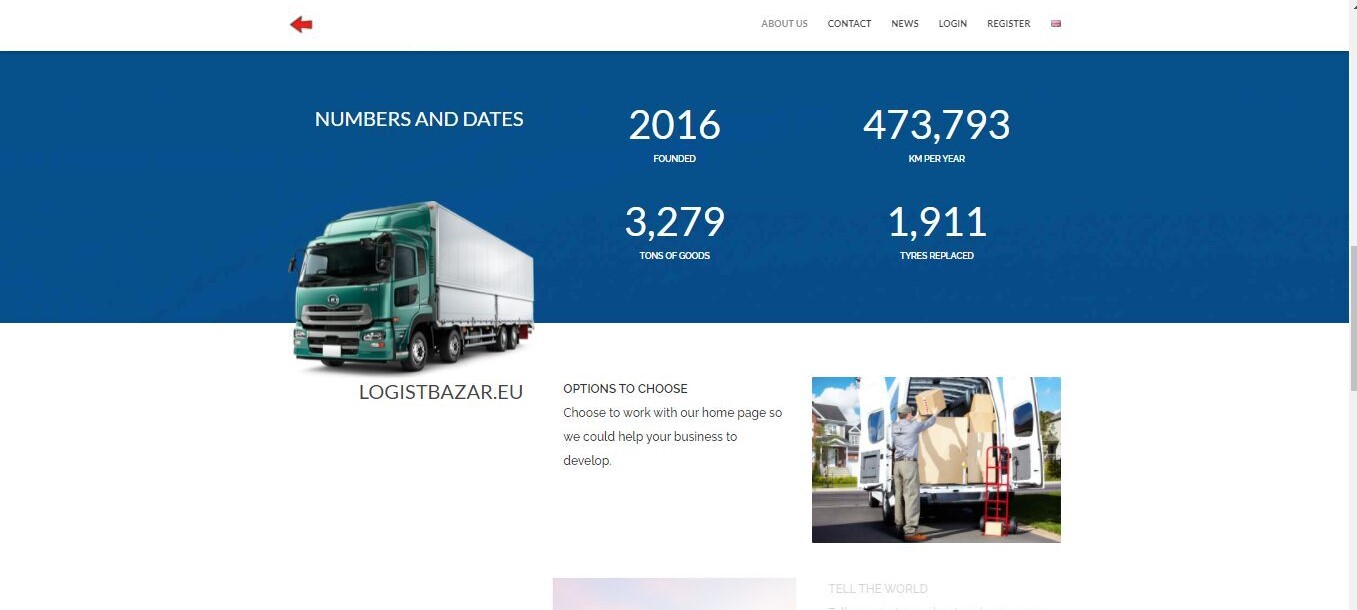 ABOUT US
CONTACT
NEWS
LOGIN
REGISTER
NUMBERS AND DATES
2016
FOUNDED
473,793
KM PER YEAR
3,279
TONS OF GOODS
1,911
TYRES REPLACED
LOGISTBAZAR.EU
OPTIONS TO CHOOSE
Choose to work with our home page so
we could help your business to
develop.
TELL THE WORLD